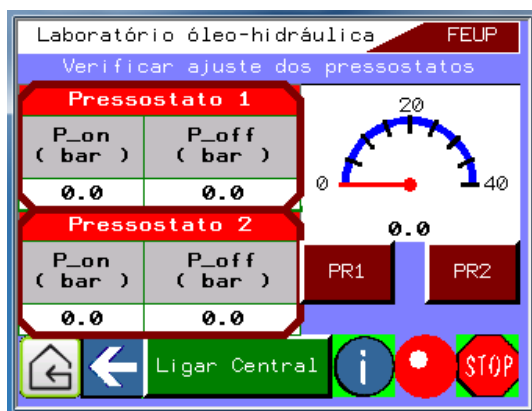 Laboratório óleo-hidráulica FEUP
Verificar ajuste dos pressostatos
Pressostato 1
P_on P_off
( bar ) ( bar )
0.0 0.0
Pressostato 2
P_on P_off
( bar ) ( bar )
0.0 0.0
20
0 40
0.0
PR1 PR2
Ligar Central i STOP